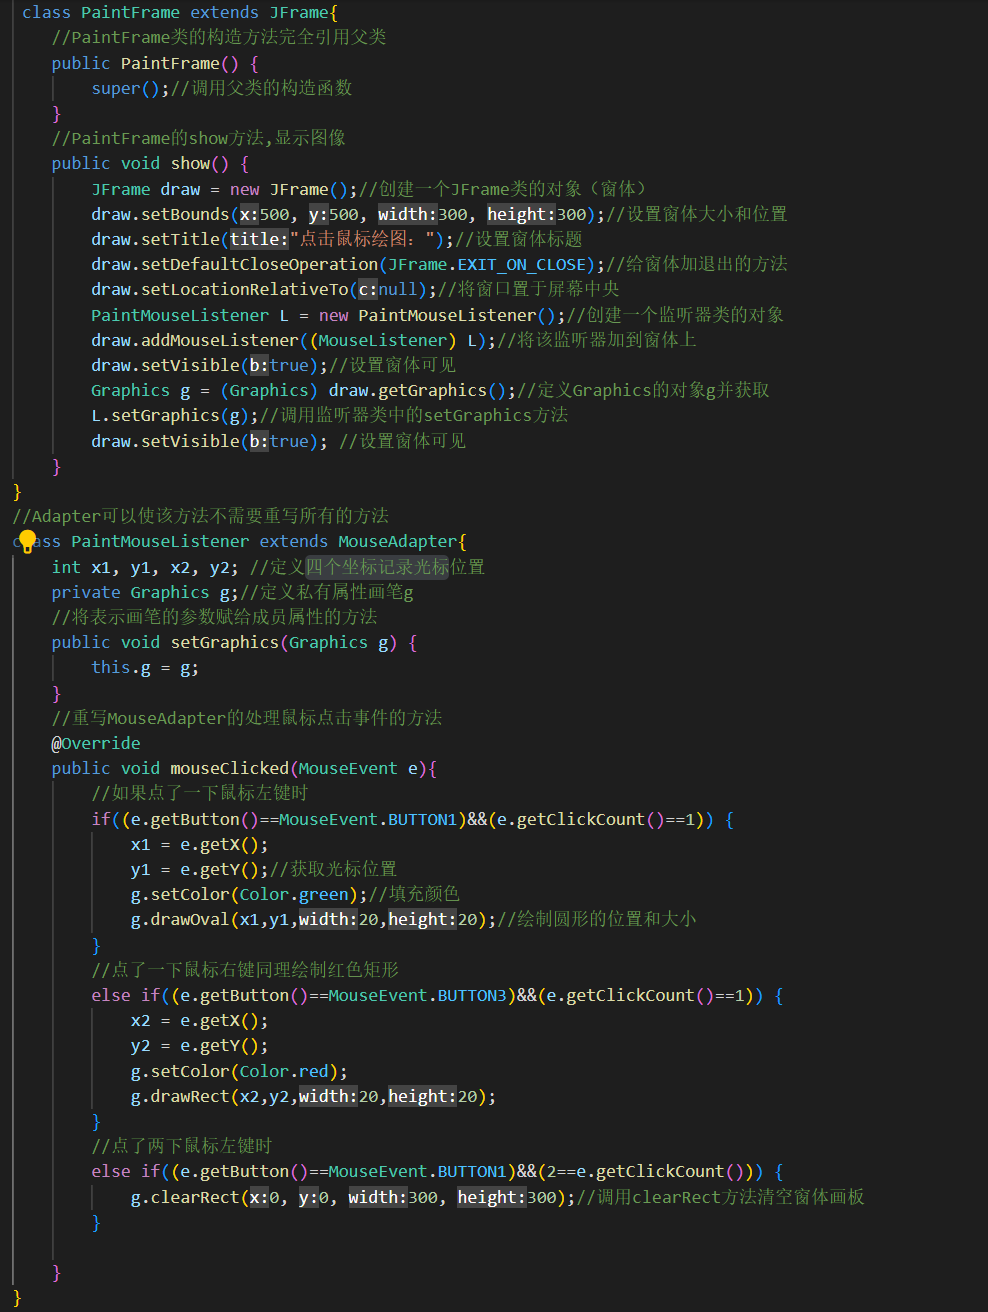 class PaintFrame extends JFrame{
//PaintFrame类的构造方法完全引用父类
public PaintFrame() {
super();//调用父类的构造函数
}
//PaintFrame的show方法,显示图像
public void show() {
JFrame draw = new JFrame();//创建一个JFrame类的对象（窗体）
draw.setBounds(x:500, y:500, width:300, height:300);//设置窗体大小和位置
draw.setTitle(title:"点击鼠标绘图：");//设置窗体标题
draw.setDefaultCloseOperation(JFrame.EXIT_ON_CLOSE);//给窗体加退出的方法
draw.setLocationRelativeTo(c:null);//将窗口置于屏幕中央
PaintMouseListener L = new PaintMouseListener();//创建一个监听器类的对象
draw.addMouseListener((MouseListener) L);//将该监听器加到窗体上
draw.setVisible(b:true);//设置窗体可见
Graphics g = (Graphics) draw.getGraphics();//定义Graphics的对象g并获取
L.setGraphics(g);//调用监听器类中的setGraphics方法
draw.setVisible(b:true); //设置窗体可见
}
}
//Adapter可以使该方法不需要重写所有的方法
class PaintMouseListener extends MouseAdapter{
int x1, y1, x2, y2; //定义四个坐标记录光标位置
private Graphics g;//定义私有属性画笔g
//将表示画笔的参数赋给成员属性的方法
public void setGraphics(Graphics g) {
this.g = g;
}
//重写MouseAdapter的处理鼠标点击事件的方法
@Override
public void mouseClicked(MouseEvent e){
//如果点了一下鼠标左键时
if((e.getButton()==MouseEvent.BUTTON1)&&(e.getClickCount()==1)) {
x1 = e.getX();
y1 = e.getY();//获取光标位置
g.setColor(Color.green);//填充颜色
g.drawOval(x1,y1,width:20,height:20);//绘制圆形的位置和大小
}
//点了一下鼠标右键同理绘制红色矩形
else if((e.getButton()==MouseEvent.BUTTON3)&&(e.getClickCount()==1)) {
x2 = e.getX();
y2 = e.getY();
g.setColor(Color.red);
g.drawRect(x2,y2,width:20,height:20);
}
//点了两下鼠标左键时
else if((e.getButton()==MouseEvent.BUTTON1)&&(2==e.getClickCount())) {
g.clearRect(x:0, y:0, width:300, height:300);//调用clearRect方法清空窗体画板
}
}
}